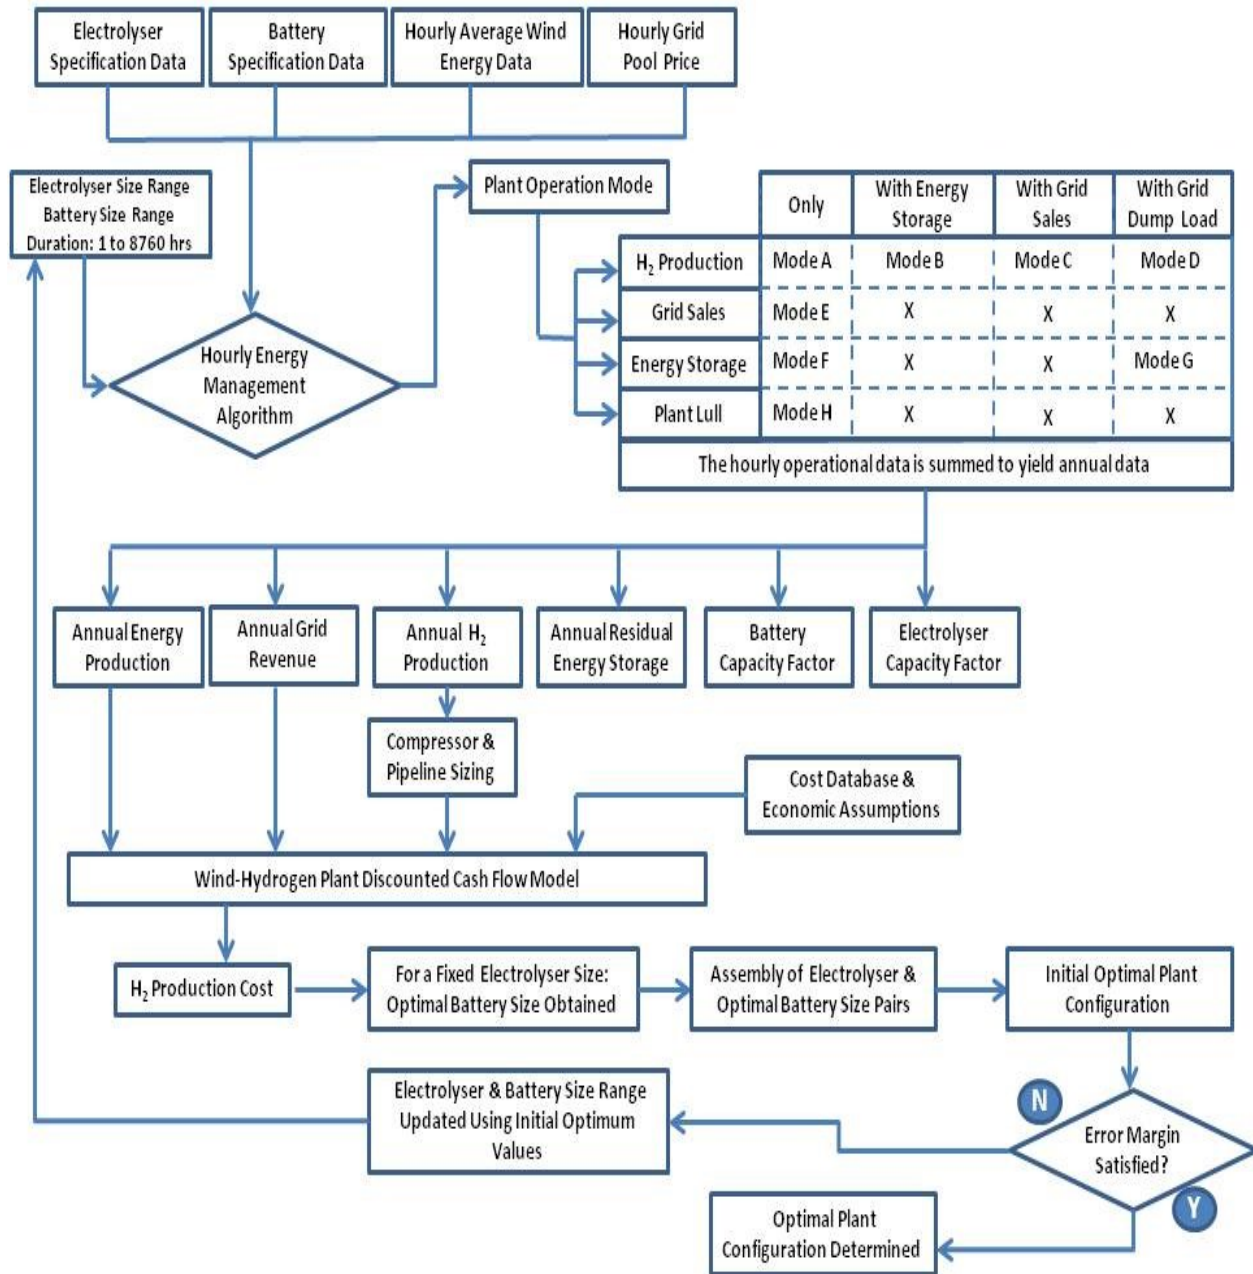 Electrolyser
Specification Data
Battery
Specification Data
Hourly Average Wind
Energy Data
Hourly Grid
Pool Price
Electrolyser Size Range
Battery Size Range
Duration: 1 to 8760 hrs
Hourly Energy
Management
Algorithm
Plant Operation Mode
Only
With Energy
Storage
With Grid
Sales
With Grid
Dump Load
H₂ Production
Mode A
Mode B
Mode C
Mode D
Grid Sales
Mode E
X
X
X
Energy Storage
Mode F
X
X
Mode G
Plant Lull
Mode H
X
X
X
The hourly operational data is summed to yield annual data
Annual Energy
Production
Annual Grid
Revenue
Annual H₂
Production
Annual Residual
Energy Storage
Battery
Capacity Factor
Electrolyser
Capacity Factor
Compressor &
Pipeline Sizing
Cost Database &
Economic Assumptions
Wind-Hydrogen Plant Discounted Cash Flow Model
H₂ Production Cost
For a Fixed Electrolyser Size:
Optimal Battery Size Obtained
Assembly of Electrolyser &
Optimal Battery Size Pairs
Initial Optimal Plant
Configuration
Electrolyser & Battery Size Range
Updated Using Initial Optimum
Values
N
Error Margin
Satisfied?
Y
Optimal Plant
Configuration Determined